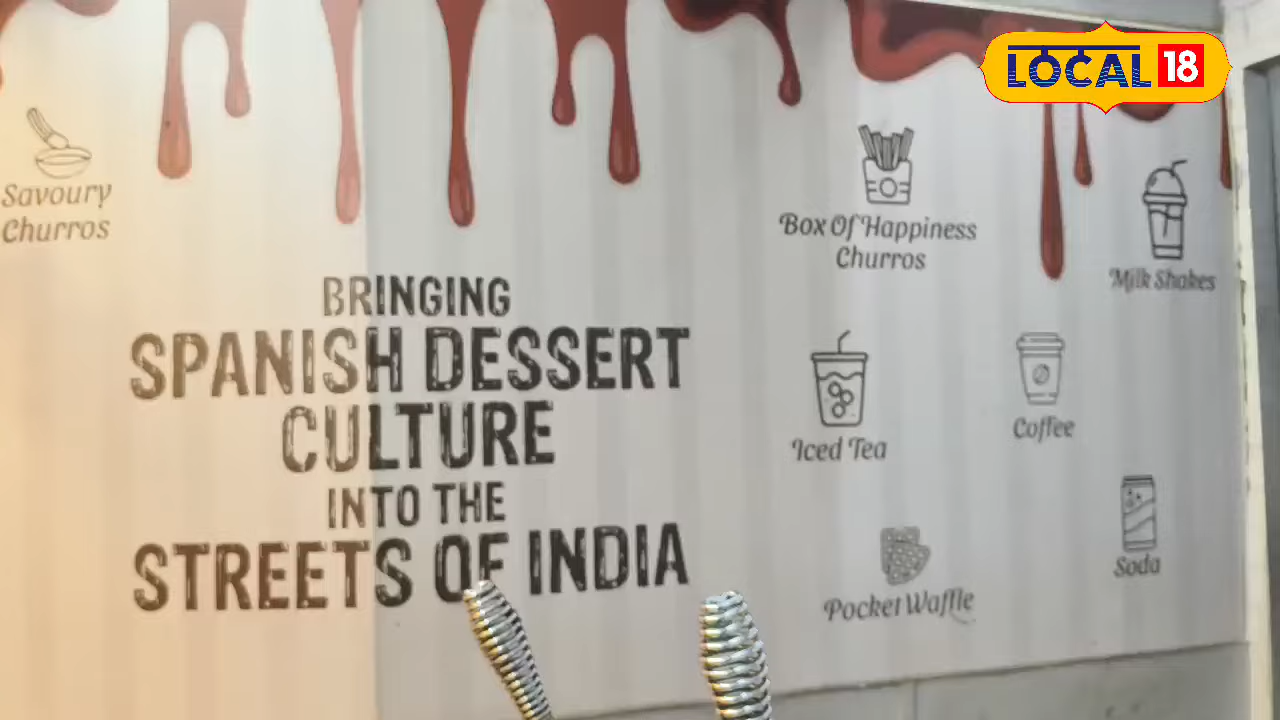 LOCAL 18
Savoury
Churros
BRINGING
SPANISH DESSERT
CULTURE
INTO THE
STREETS OF INDIA
Box Of Happiness
Churros
Milk Shakes
Iced Tea
Coffee
Pocket Waffle
Soda